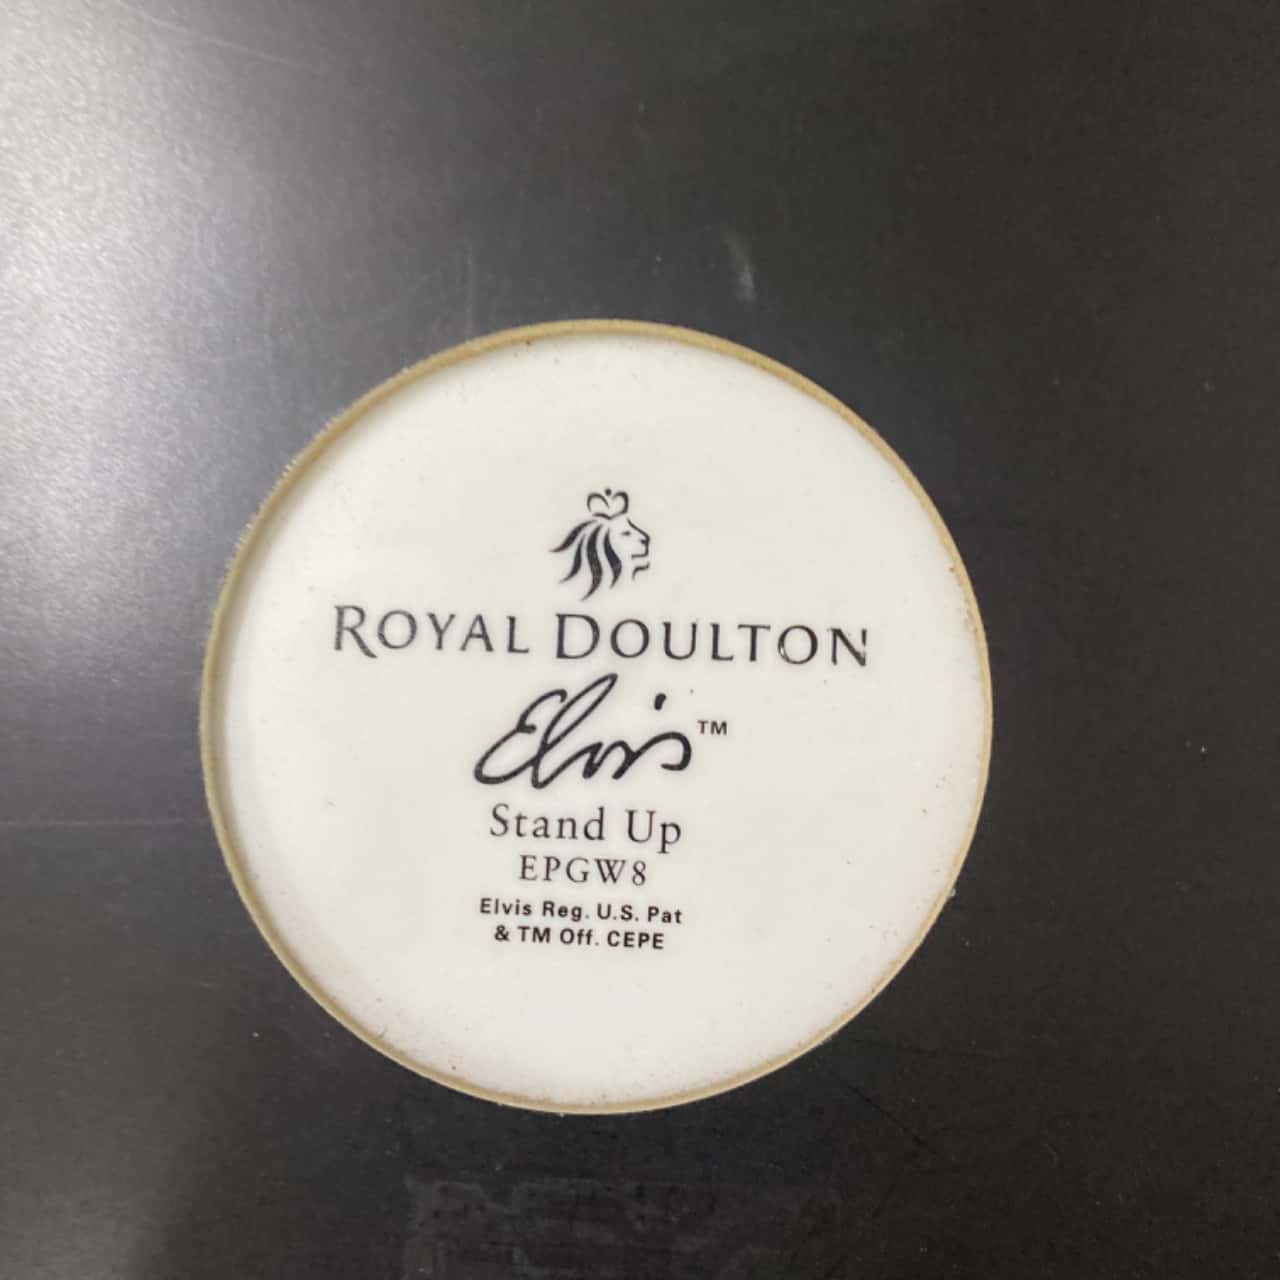 ROYAL DOULTON
Elvis™
Stand Up
EPGW8
Elvis Reg. U.S. Pat
& TM Off. CEPE